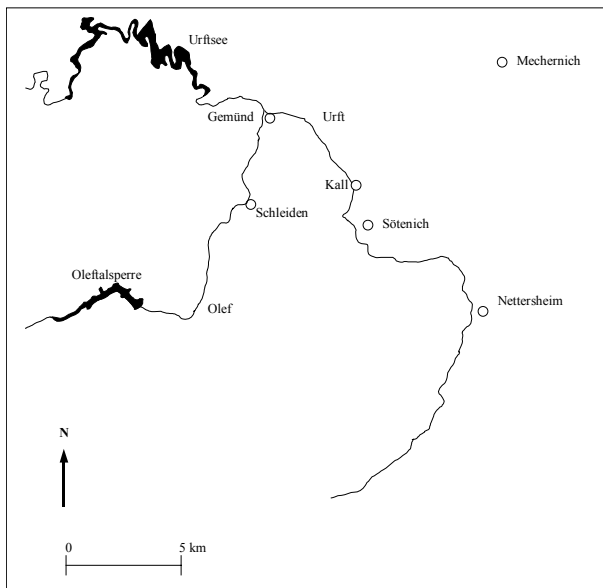 Urftsee
Mechernich
Gemünd
Urft
Kall
Schleiden
Sötenich
Oleftalsperre
Olef
Nettersheim
N
0
5 km